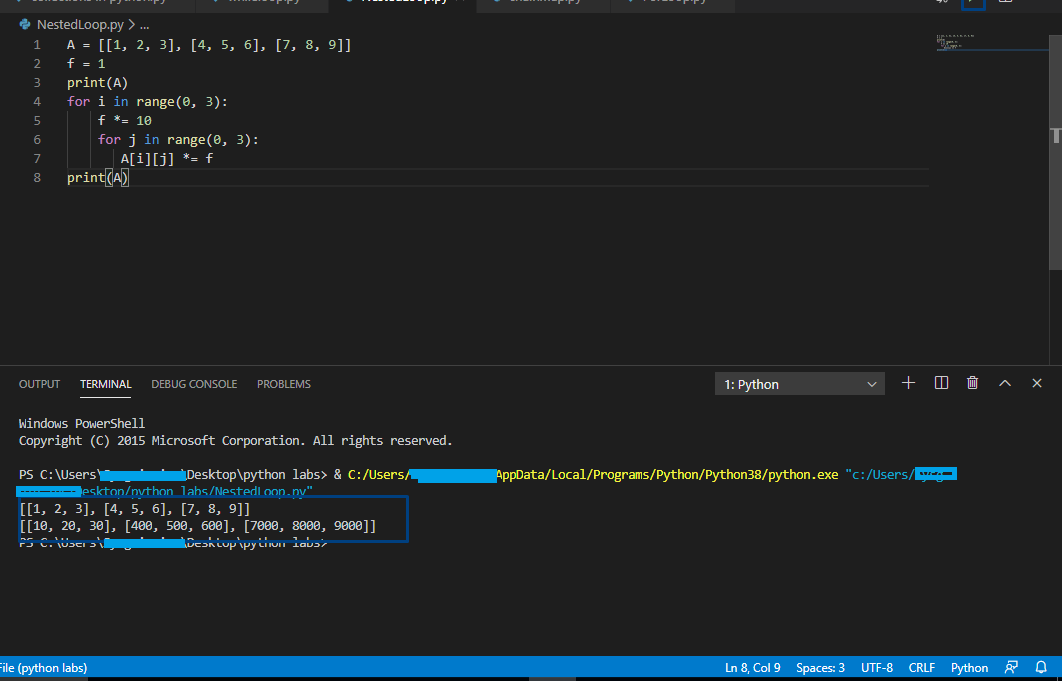 NestedLoop.py > ...
1 A = [[1, 2, 3], [4, 5, 6], [7, 8, 9]]
2 f = 1
3 print(A)
4 for i in range(0, 3):
5 f *= 10
6 for j in range(0, 3):
7 A[i][j] *= f
8 print(A)
OUTPUT TERMINAL DEBUG CONSOLE PROBLEMS 1: Python
Windows PowerShell
Copyright (C) 2015 Microsoft Corporation. All rights reserved.
PS C:\Users\ \Desktop\python labs> & C:/Users/ AppData/Local/Programs/Python/Python38/python.exe "c:/Users/
esktop/python labs/NestedLoop.py"
[[1, 2, 3], [4, 5, 6], [7, 8, 9]]
[[10, 20, 30], [400, 500, 600], [7000, 8000, 9000]]
PS C:\Users\ \Desktop\python labs>
File (python labs) Ln 8, Col 9 Spaces: 3 UTF-8 CRLF Python